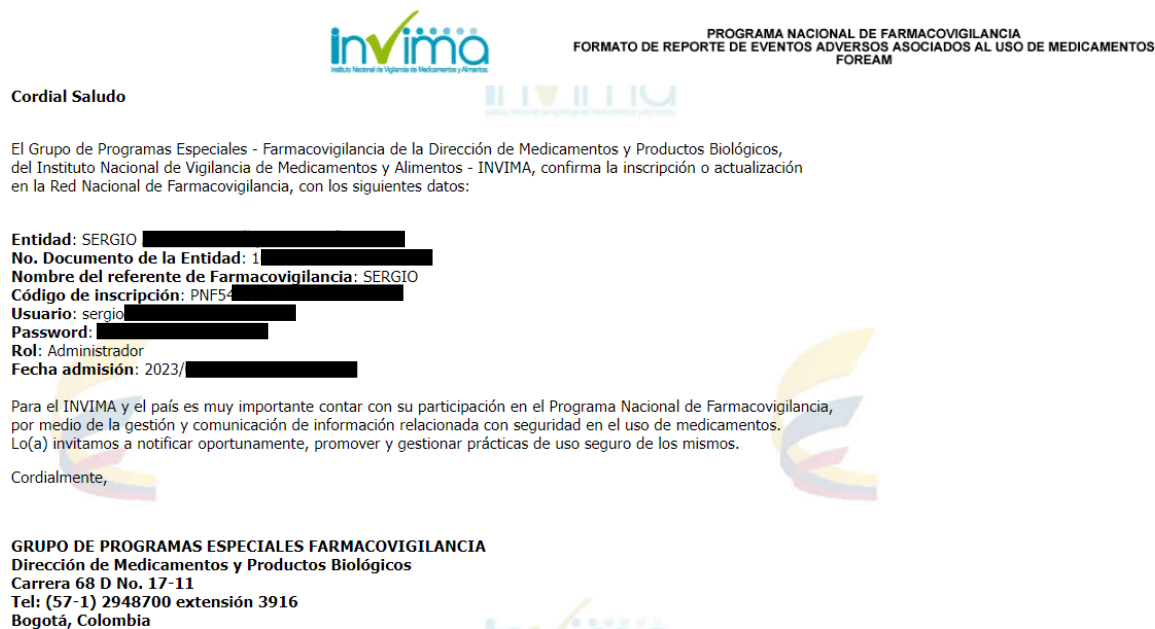 invima
Instituto Nacional de Vigilancia de Medicamentos y Alimentos
PROGRAMA NACIONAL DE FARMACOVIGILANCIA
FORMATO DE REPORTE DE EVENTOS ADVERSOS ASOCIADOS AL USO DE MEDICAMENTOS
FOREAM
invima
Instituto Nacional de Vigilancia de Medicamentos y Alimentos
Cordial Saludo
El Grupo de Programas Especiales - Farmacovigilancia de la Dirección de Medicamentos y Productos Biológicos,
del Instituto Nacional de Vigilancia de Medicamentos y Alimentos - INVIMA, confirma la inscripción o actualización
en la Red Nacional de Farmacovigilancia, con los siguientes datos:
Entidad: SERGIO
No. Documento de la Entidad: 1
Nombre del referente de Farmacovigilancia: SERGIO
Código de inscripción: PNF54
Usuario: sergio
Password:
Rol: Administrador
Fecha admisión: 2023/
Para el INVIMA y el país es muy importante contar con su participación en el Programa Nacional de Farmacovigilancia,
por medio de la gestión y comunicación de información relacionada con seguridad en el uso de medicamentos.
Lo(a) invitamos a notificar oportunamente, promover y gestionar prácticas de uso seguro de los mismos.
Cordialmente,
GRUPO DE PROGRAMAS ESPECIALES FARMACOVIGILANCIA
Dirección de Medicamentos y Productos Biológicos
Carrera 68 D No. 17-11
Tel: (57-1) 2948700 extensión 3916
Bogotá, Colombia